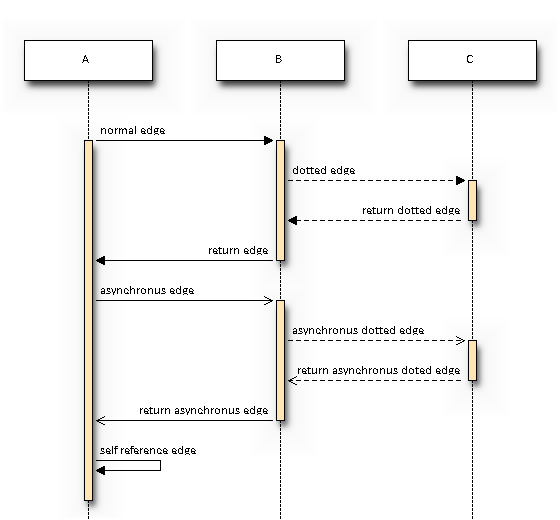 A
B
C
normal edge
dotted edge
return dotted edge
return edge
asynchronus edge
asynchronus dotted edge
return asynchronus doted edge
return asynchronus edge
self reference edge